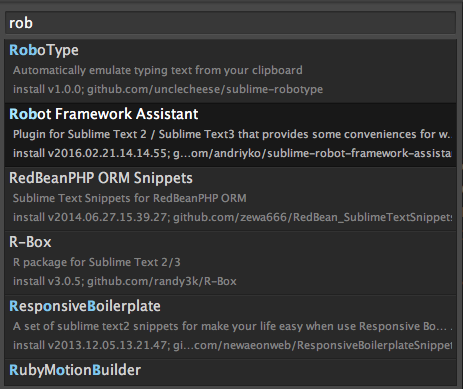 rob
RoboType
Automatically emulate typing text from your clipboard
install v1.0.0; github.com/unclecheese/sublime-robotype
Robot Framework Assistant
Plugin for Sublime Text 2 / Sublime Text3 that provides some conveniences for w...
install v2016.02.21.14.14.55; g...om/andriyko/sublime-robot-framework-assista
RedBeanPHP ORM Snippets
Sublime Text Snippets for RedBeanPHP ORM
install v2014.06.27.15.39.27; github.com/zewa666/RedBean_SublimeTextSnippets
R-Box
R package for Sublime Text 2/3
install v3.0.5; github.com/randy3k/R-Box
ResponsiveBoilerplate
A set of sublime text2 snippets for make your life easy when use Responsive Bo... ...
install v2013.12.05.13.21.47; gi...com/newaeonweb/ResponsiveBoilerplateSnippet
RubyMotionBuilder